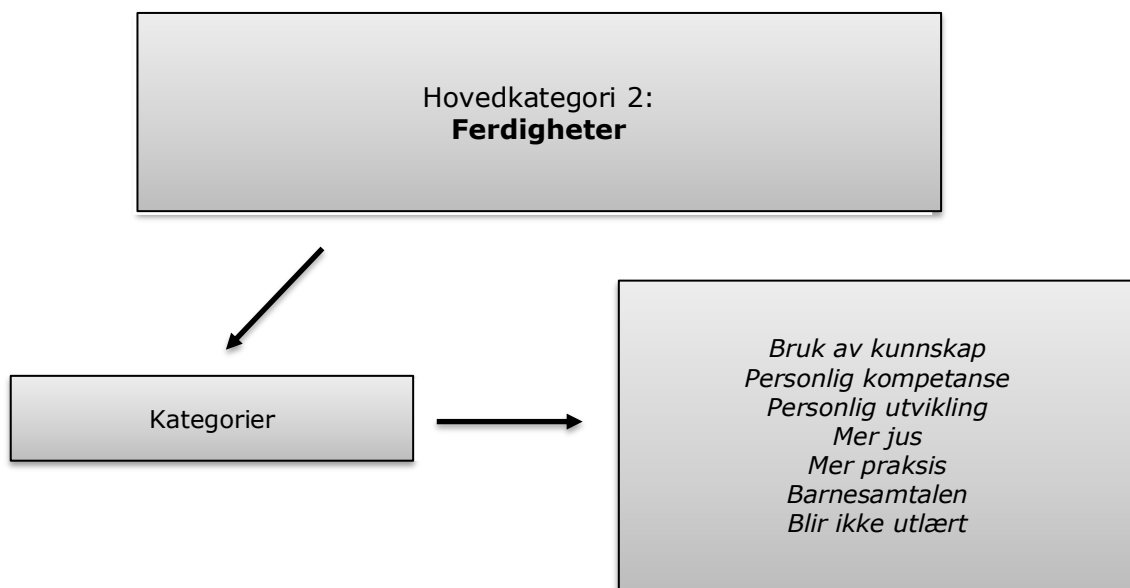 Hovedkategori 2:
Ferdigheter
Kategorier
Bruk av kunnskap
Personlig kompetanse
Personlig utvikling
Mer jus
Mer praksis
Barnesamtalen
Blir ikke utlært